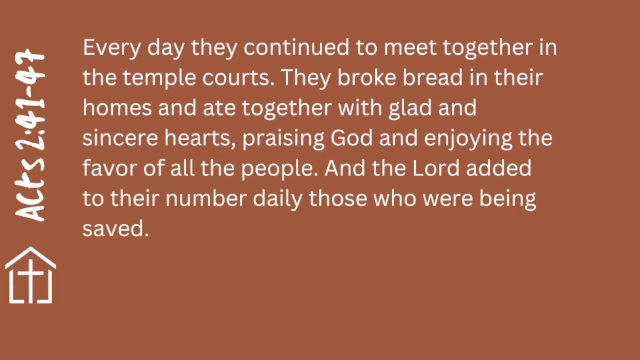 Acts 2:41-47
Every day they continued to meet together in
the temple courts. They broke bread in their
homes and ate together with glad and
sincere hearts, praising God and enjoying the
favor of all the people. And the Lord added
to their number daily those who were being
saved.